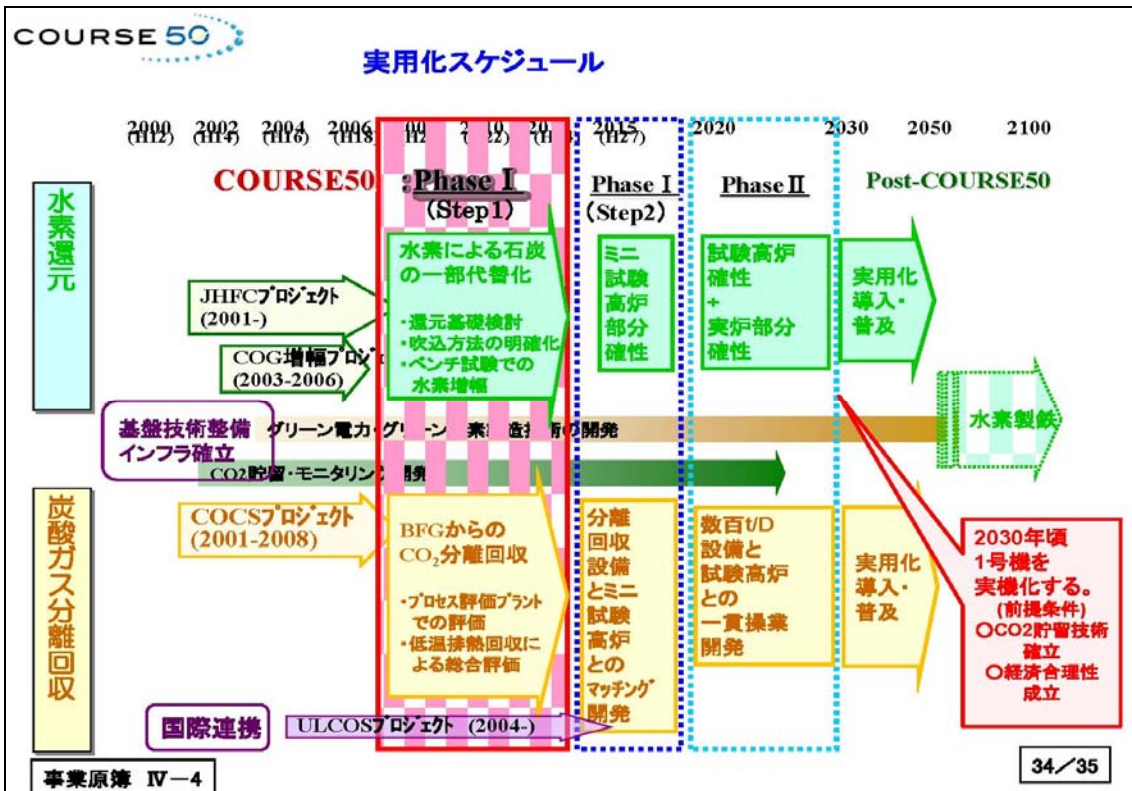 COURSE 50
実用化スケジュール
2000 2002 2004 2006 2015 2020 2030 2050 2100
(H12) (H14) (H16) (H18) (H27)
COURSE50 :Phase Ⅰ
(Step1)
Phase Ⅰ
(Step2)
Phase Ⅱ
Post-COURSE50
水素還元
JHFCプロジェクト
(2001-)
COG増幅プロジェ
(2003-2006)
水素による石炭
の一部代替化
・還元基礎検討
・吹込方法の明確化
・ベンチ試験での
水素増幅
ミニ
試験
高炉
部分
確性
試験高炉
確性
+
実炉部分
確性
実用化
導入・
普及
水素製鉄
基盤技術整備
インフラ確立
グリーン電力・グリーン 素 造技術の開発
CO2貯留・モニタリング 開発
炭酸ガス分離回収
COCSプロジェクト
(2001-2008)
BFGからの
CO₂分離回収
・プロセス評価プラント
での評価
・低温排熱回収に
よる総合評価
分離
回収
設備
とミニ
試験
高炉
との
マッチング
開発
数百t/D
設備と
試験高炉
との
一貫操業
開発
実用化
導入・
普及
2030年頃
1号機を
実機化する。
(前提条件)
〇CO2貯留技術
確立
〇経済合理性
成立
国際連携
ULCOSプロジェクト (2004-)
事業原簿 Ⅳ-4
34/35